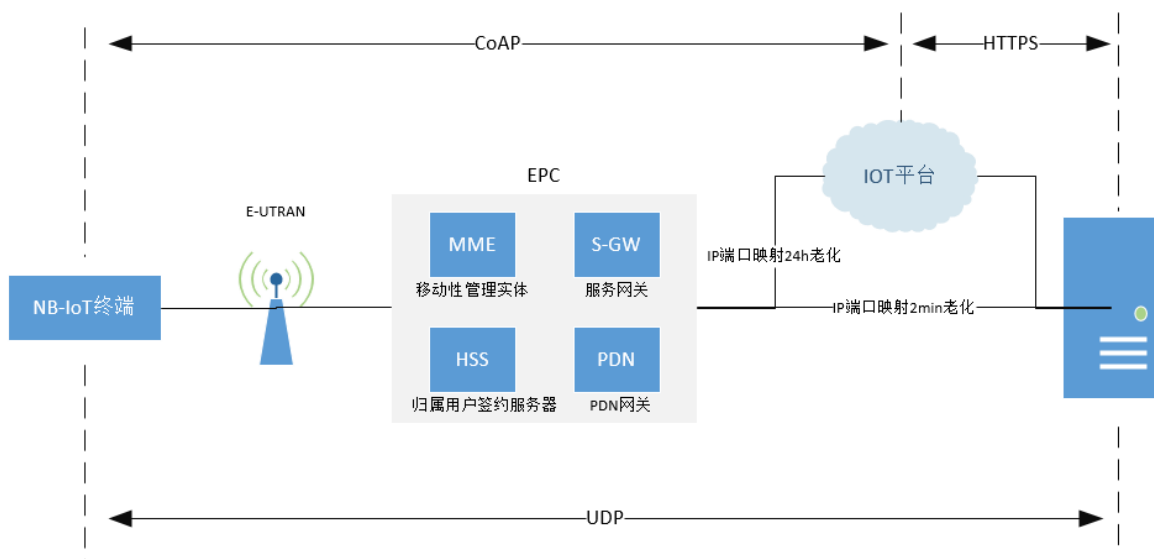 CoAP
HTTPS
IOT平台
EPC
E-UTRAN
MME
S-GW
移动性管理实体
服务网关
IP端口映射24h老化
NB-IoT终端
IP端口映射2min老化
HSS
PDN
归属用户签约服务器
PDN网关
UDP